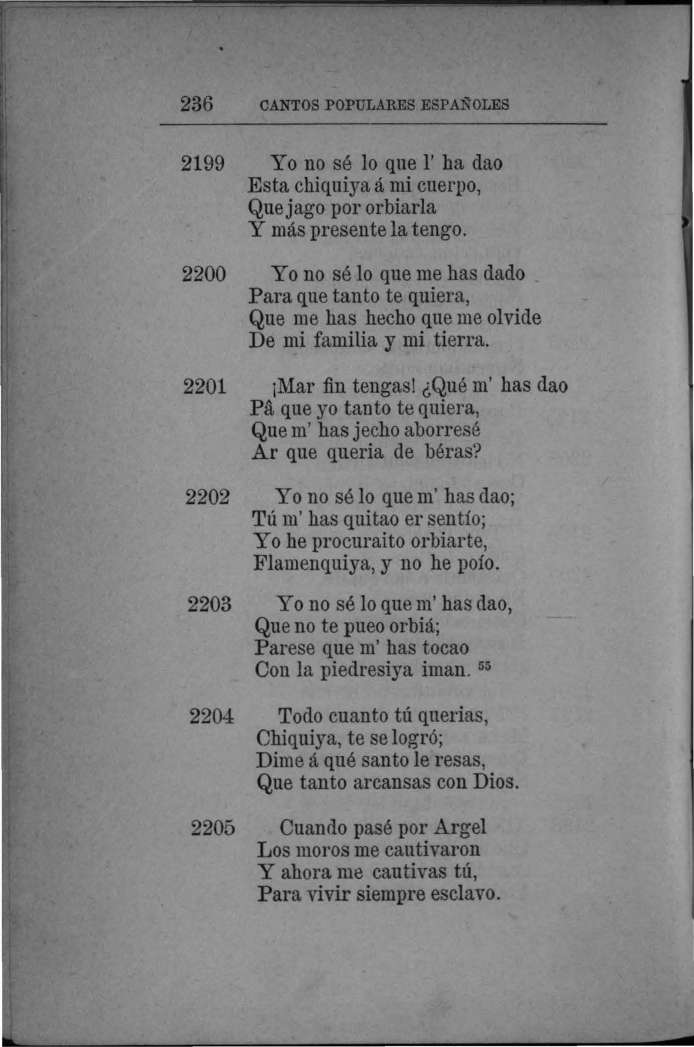 236 CANTOS POPULARES ESPAÑOLES
2199 Yo no sé lo que l' ha dao
Esta chiquiya á mi cuerpo,
Que jago por orbiarla
Y más presente la tengo.
2200 Yo no sé lo que me has dado
Para que tanto te quiera,
Que me has hecho que me olvide
De mi familia y mi tierra.
2201 ¡Mar fin tengas! ¿Qué m' has dao
Pâ que yo tanto te quiera,
Que m' has jecho aborresé
Ar que queria de béras?
2202 Yo no sé lo que m' has dao;
Tú m' has quitao er sentío;
Yo he procuraito orbiarte,
Flamenquiya, y no he poío.
2203 Yo no sé lo que m' has dao,
Que no te pueo orbiá;
Parese que m' has tocao
Con la piedresiya iman. 55
2204 Todo cuanto tú querias,
Chiquiya, te se logró;
Dime á qué santo le resas,
Que tanto arcansas con Dios.
2205 Cuando pasé por Argel
Los moros me cautivaron
Y ahora me cautivas tú,
Para vivir siempre esclavo.